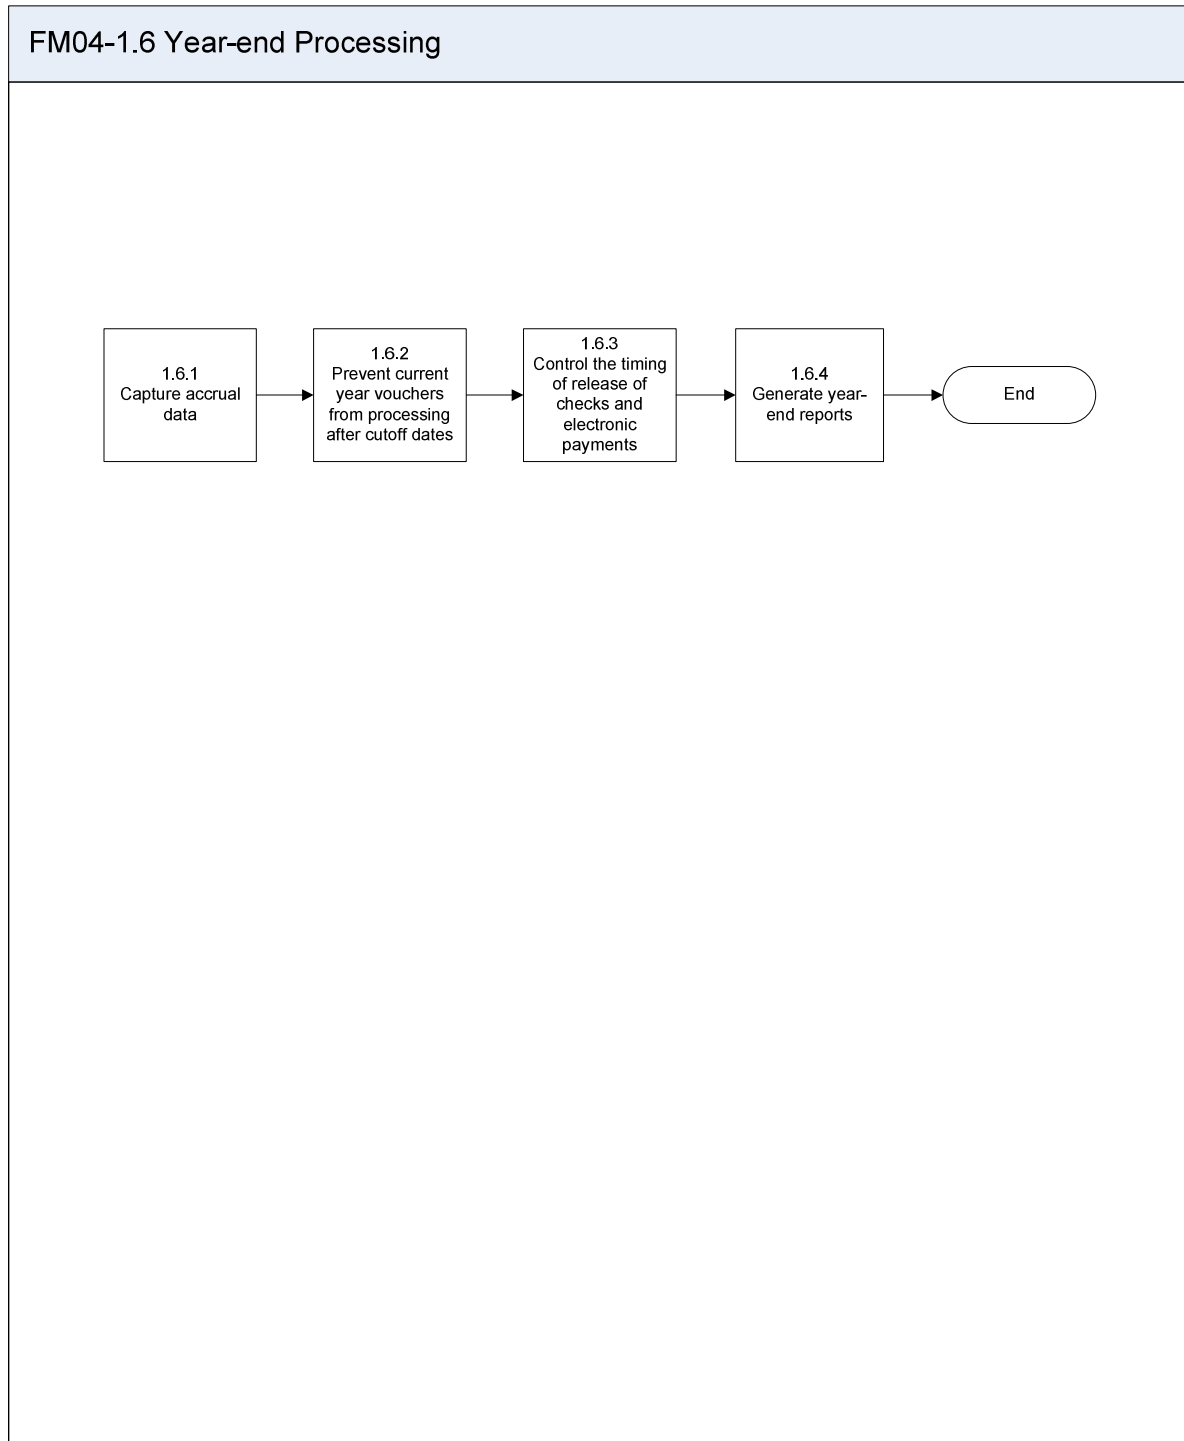 FM04-1.6 Year-end Processing
1.6.1
Capture accrual
data
1.6.2
Prevent current
year vouchers
from processing
after cutoff dates
1.6.3
Control the timing
of release of
checks and
electronic
payments
1.6.4
Generate year-
end reports
End